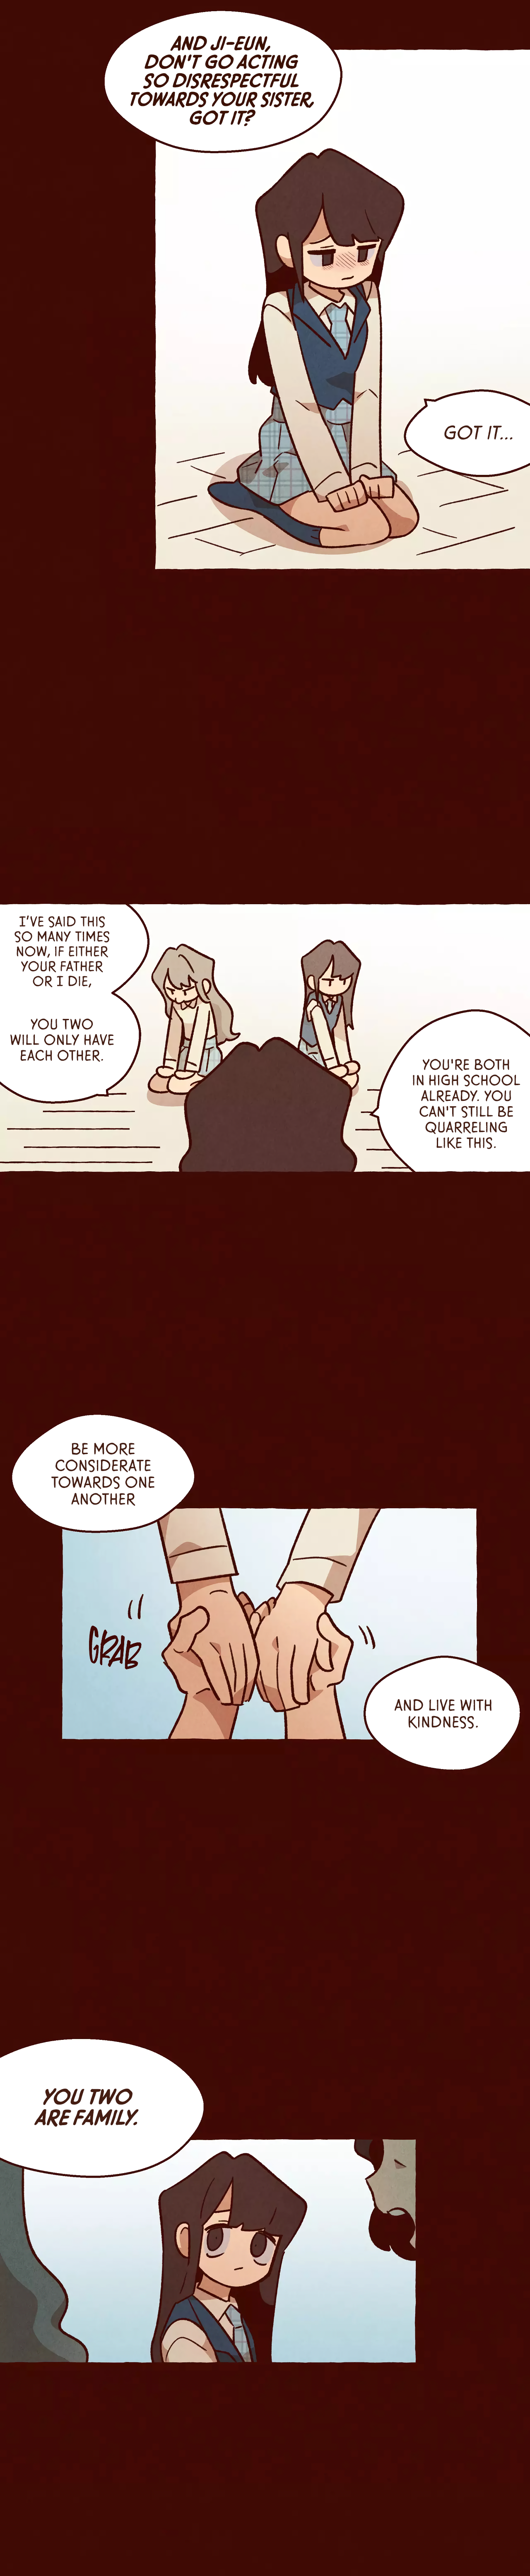 AND JI-EUN,
DON'T GO ACTING
SO DISRESPECTFUL
TOWARDS YOUR SISTER,
GOT IT?
GOT IT...
I'VE SAID THIS
SO MANY TIMES
NOW, IF EITHER
YOUR FATHER
OR I DIE,
YOU TWO
WILL ONLY HAVE
EACH OTHER.
YOU'RE BOTH
IN HIGH SCHOOL
ALREADY. YOU
CAN'T STILL BE
QUARRELING
LIKE THIS.
BE MORE
CONSIDERATE
TOWARDS ONE
ANOTHER
GRAB
AND LIVE WITH
KINDNESS.
YOU TWO
ARE FAMILY.